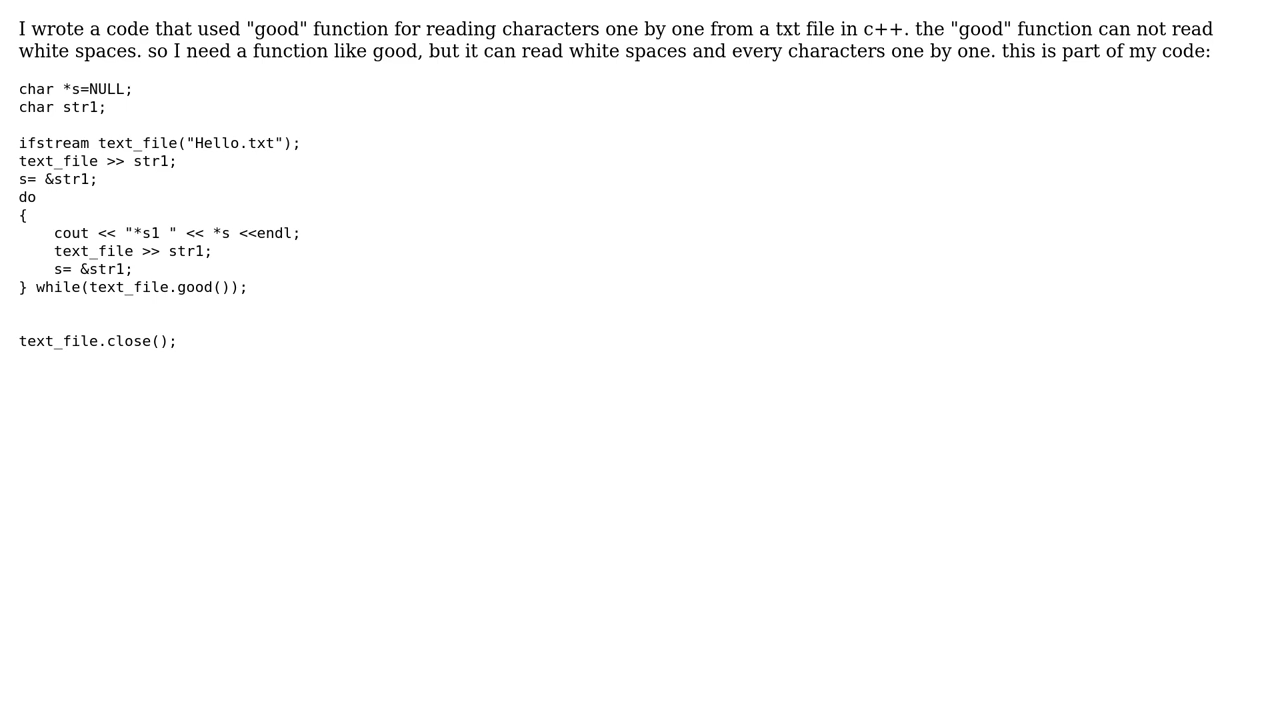 I wrote a code that used "good" function for reading characters one by one from a txt file in c++. the "good" function can not read
white spaces. so I need a function like good, but it can read white spaces and every characters one by one. this is part of my code:
char *s=NULL;
char str1;
ifstream text_file("Hello.txt");
text_file >> str1;
s= &str1;
do
{
    cout << "*s1 " << *s <<endl;
    text_file >> str1;
    s= &str1;
} while(text_file.good());
text_file.close();